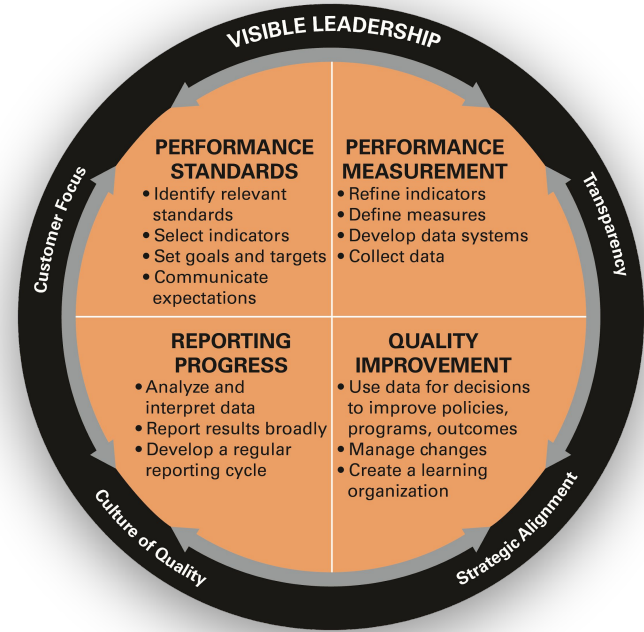 VISIBLE LEADERSHIP
Customer Focus
Transparency
PERFORMANCE
STANDARDS
• Identify relevant
standards
• Select indicators
• Set goals and targets
• Communicate
expectations
PERFORMANCE
MEASUREMENT
• Refine indicators
• Define measures
• Develop data systems
• Collect data
REPORTING
PROGRESS
• Analyze and
interpret data
• Report results broadly
• Develop a regular
reporting cycle
QUALITY
IMPROVEMENT
• Use data for decisions
to improve policies,
programs, outcomes
• Manage changes
• Create a learning
organization
Culture of Quality
Strategic Alignment